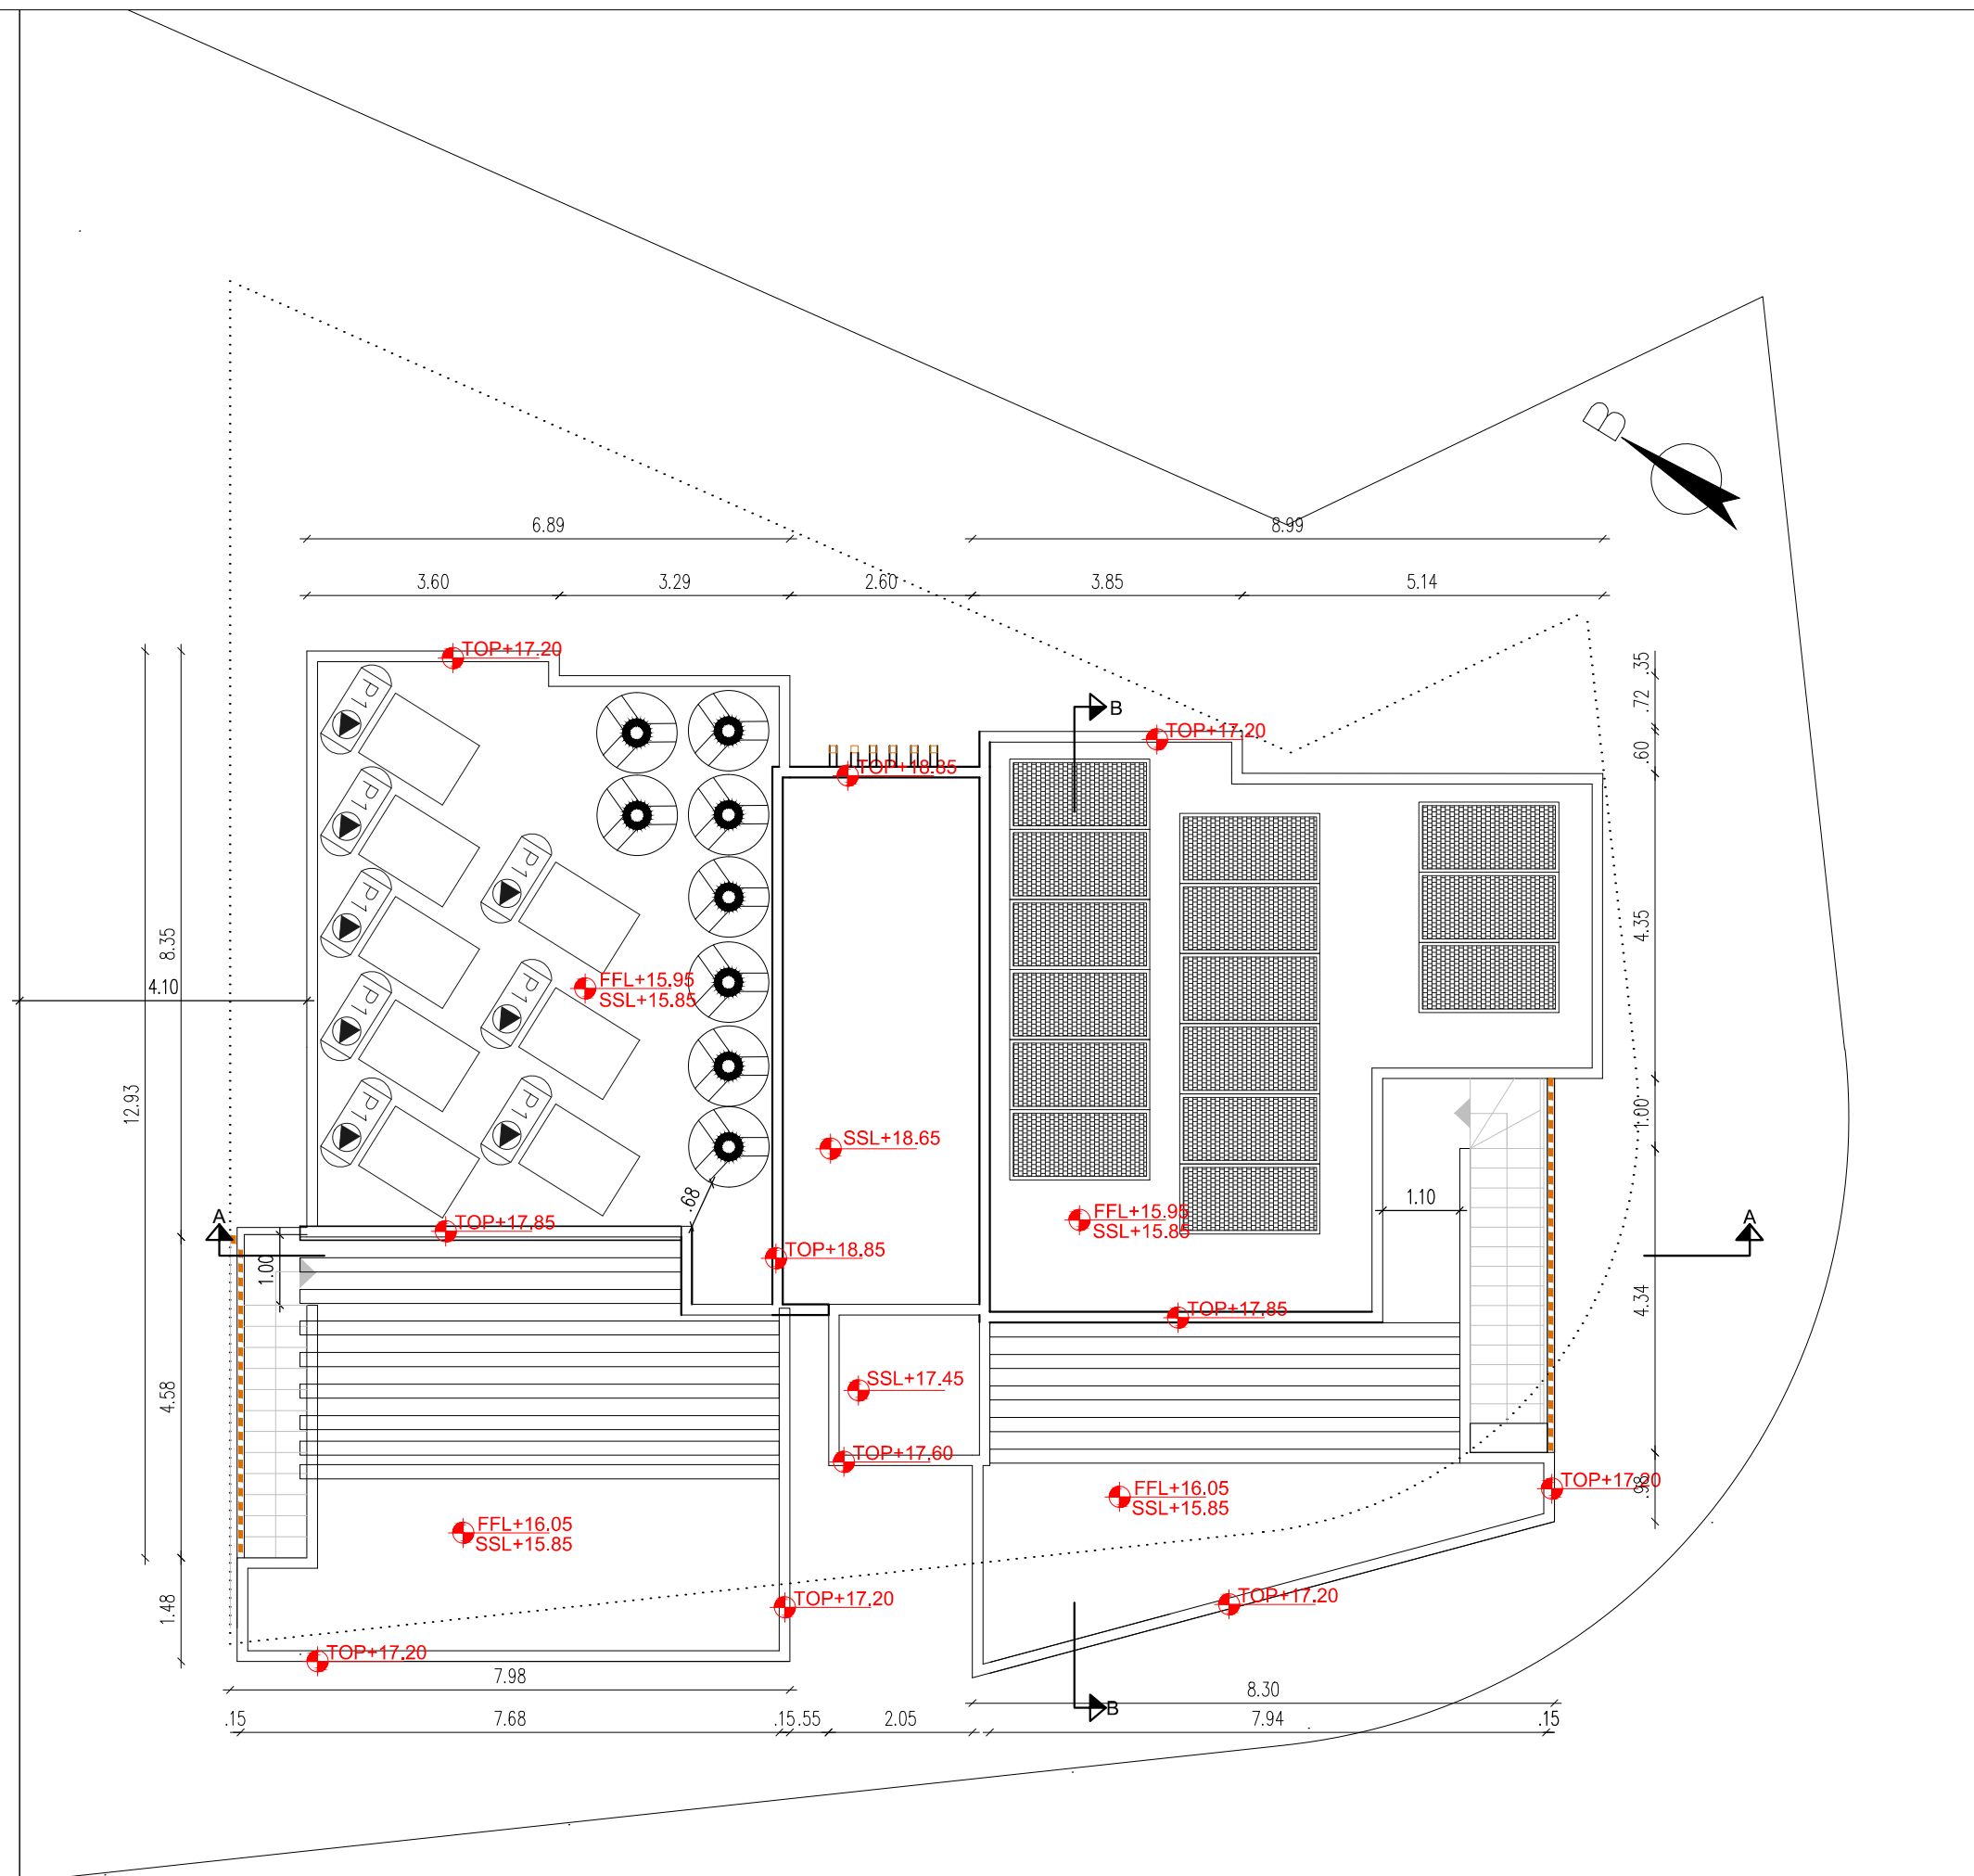 B
6.89
8.99
3.60
3.29
2.60
3.85
5.14
TOP+17.20
.35
.72
.60
P1
B
TOP+17.20
TOP+18.85
P1
P1
P1
8.35
4.35
4.10
FFL+15.95
SSL+15.85
P1
P1
12.93
P1
P1
1.00
SSL+18.65
.68
1.10
FFL+15.95
SSL+15.85
A
A
TOP+17.85
TOP+18.85
1.00
4.34
TOP+17.85
4.58
SSL+17.45
TOP+17.60
TOP+17.20
.98
FFL+16.05
SSL+15.85
FFL+16.05
SSL+15.85
1.48
TOP+17.20
TOP+17.20
TOP+17.20
7.98
8.30
B
.15
7.68
.15
.55
2.05
7.94
.15